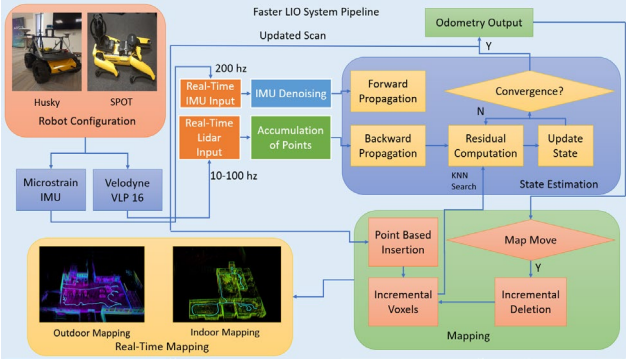 Faster LIO System Pipeline
Odometry Output
Updated Scan
Y
200 hz
Husky
SPOT
Robot Configuration
Real-Time
IMU Input
IMU Denoising
Forward
Propagation
Convergence?
N
Real-Time
Lidar
Input
Accumulation
of Points
Backward
Propagation
Residual
Computation
Update
State
10-100 hz
KNN
Search
State Estimation
Microstrain
IMU
Velodyne
VLP 16
Point Based
Insertion
Map Move
Y
Incremental
Voxels
Incremental
Deletion
Mapping
Outdoor Mapping
Indoor Mapping
Real-Time Mapping